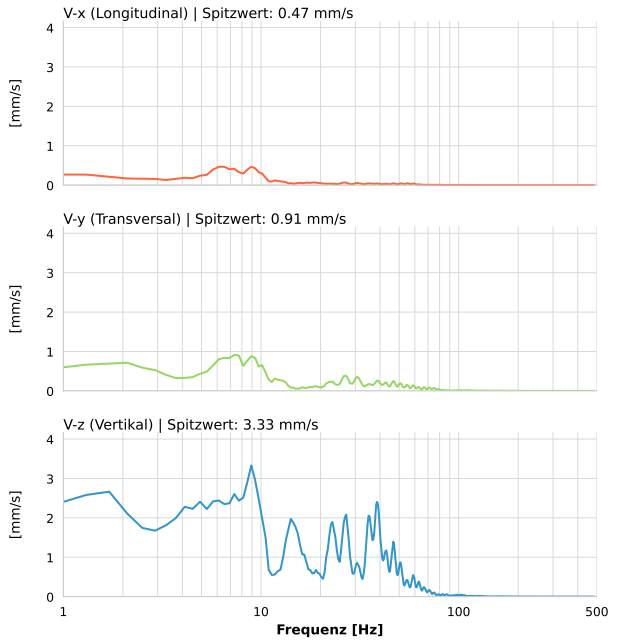 V-x (Longitudinal) | Spitzwert: 0.47 mm/s
4
3
2
1
0
[mm/s]
V-y (Transversal) | Spitzwert: 0.91 mm/s
4
3
2
1
0
[mm/s]
V-z (Vertikal) | Spitzwert: 3.33 mm/s
4
3
2
1
0
[mm/s]
1 10 100 500
Frequenz [Hz]